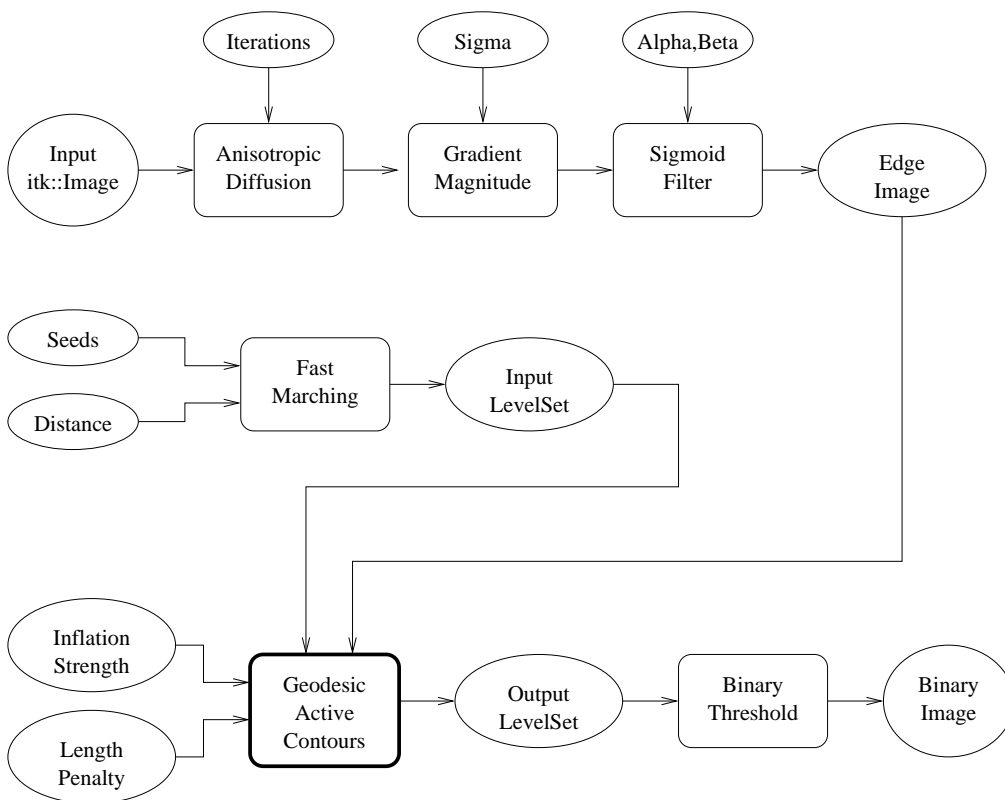 Iterations
Sigma
Alpha,Beta
Input
itk::Image
Anisotropic
Diffusion
Gradient
Magnitude
Sigmoid
Filter
Edge
Image
Seeds
Distance
Fast
Marching
Input
LevelSet
Inflation
Strength
Length
Penalty
Geodesic
Active
Contours
Output
LevelSet
Binary
Threshold
Binary
Image